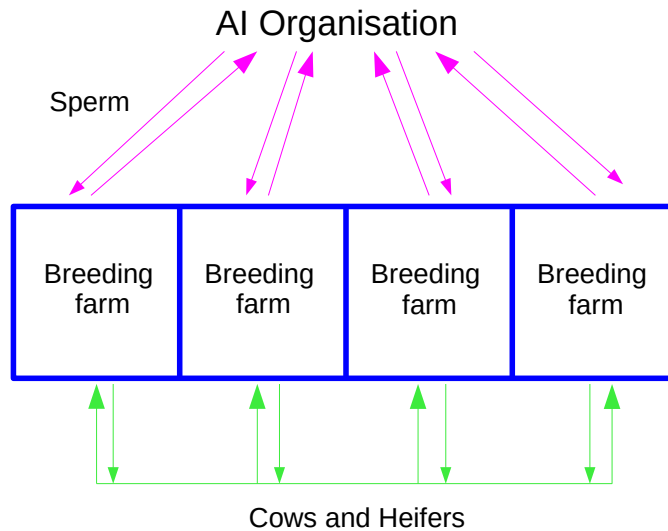 AI Organisation
Sperm
Breeding
farm
Breeding
farm
Breeding
farm
Breeding
farm
Cows and Heifers